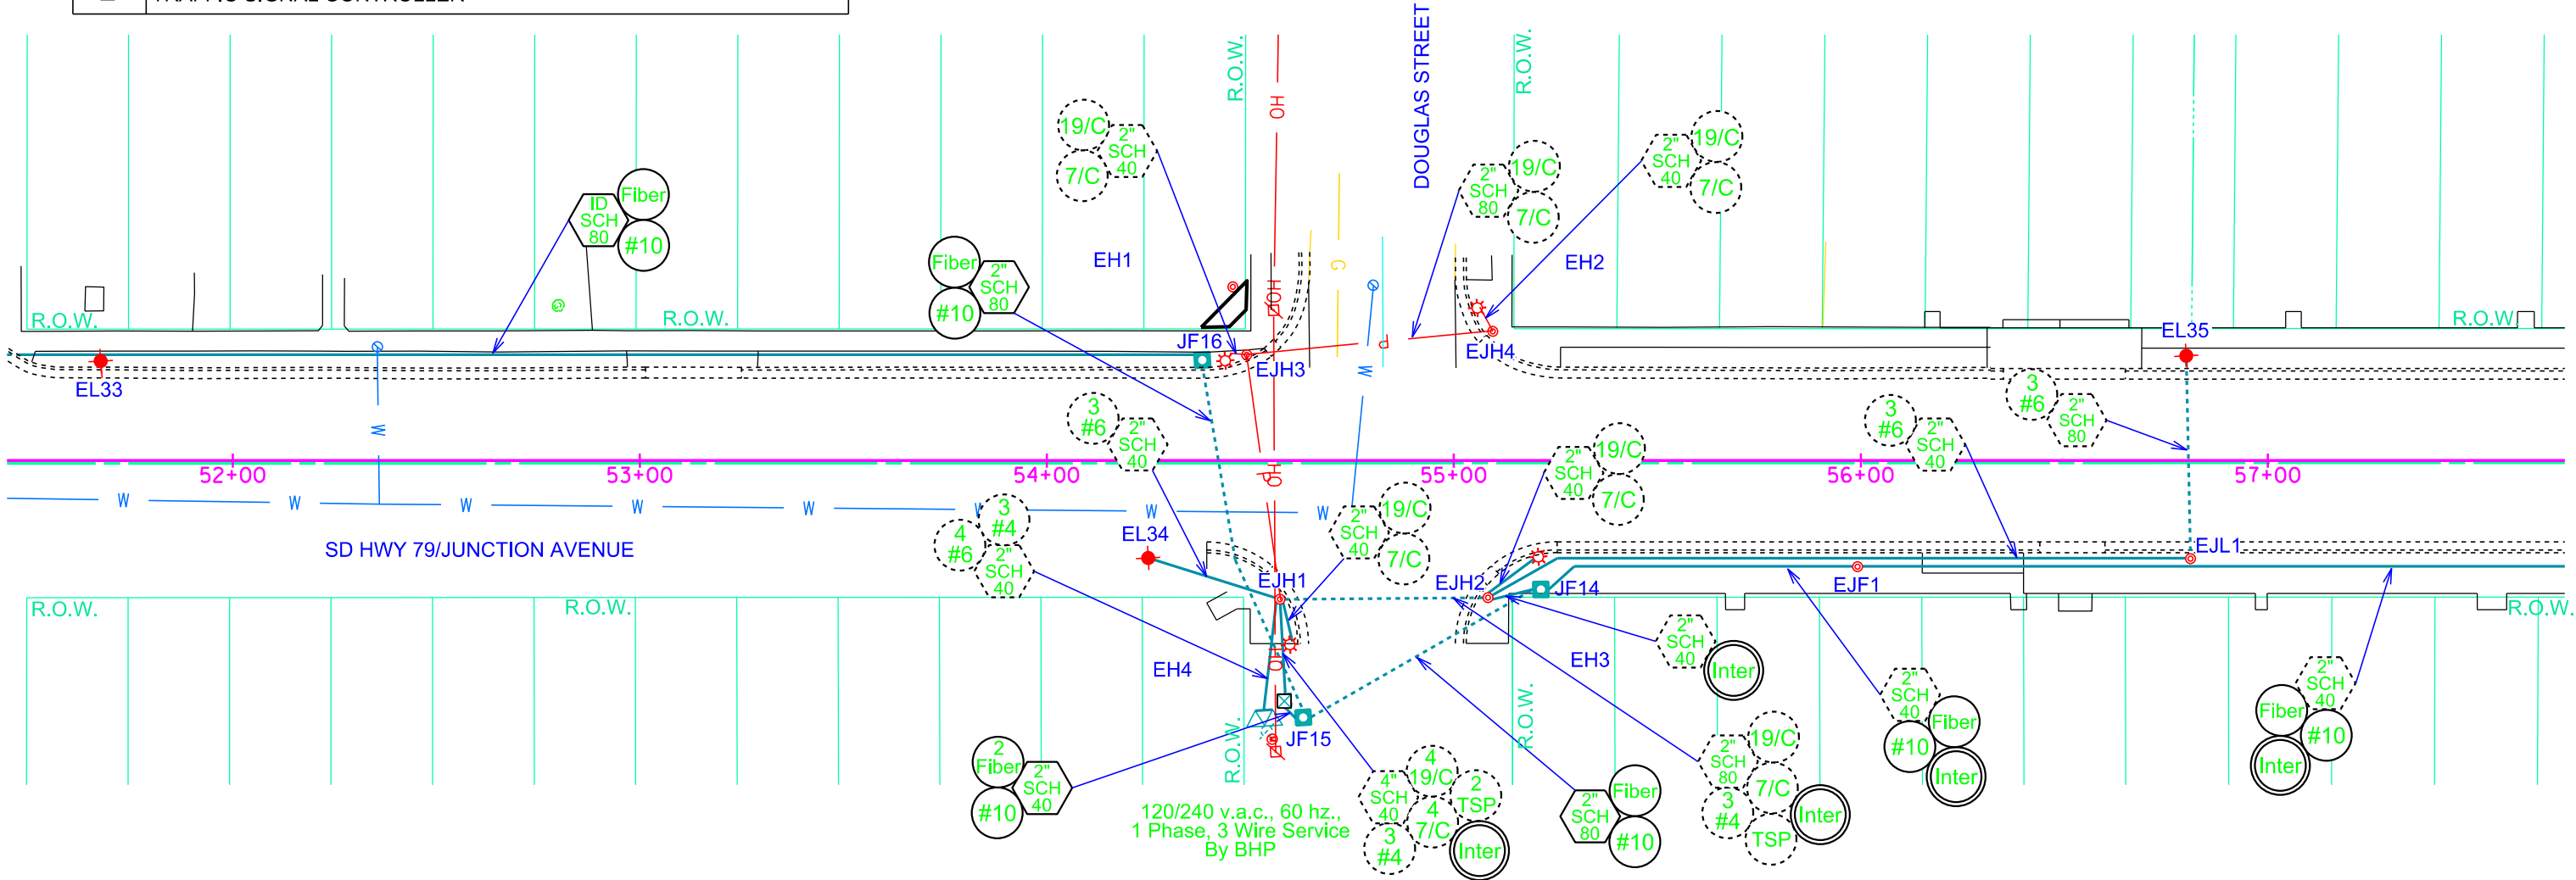 TRAFFIC SIGNAL CONTROLLER
DOUGLAS STREET
R.O.W.
R.O.W.
OH
19/C
2"
SCH
40
7/C
2"
SCH
80
19/C
7/C
2"
SCH
40
19/C
7/C
ID
SCH
80
Fiber
#10
Fiber
2"
SCH
80
#10
EH1
EH2
G
OH
R.O.W.
R.O.W.
R.O.W.
JF16
EJH3
P
EJH4
EL35
EL33
W
W
3
#6
2"
SCH
40
3
#6
2"
SCH
40
3
#6
2"
SCH
80
52+00
53+00
54+00
55+00
56+00
57+00
OH
P
2"
SCH
40
19/C
7/C
W
W
W
W
W
W
W
W
SD HWY 79/JUNCTION AVENUE
4
#6
3
#4
2"
SCH
40
EL34
2"
SCH
40
19/C
7/C
EJH1
EJH2
JF14
EJF1
EJL1
R.O.W.
R.O.W.
R.O.W.
OH
EH4
EH3
2"
SCH
40
Inter
R.O.W.
R.O.W.
JF15
2
Fiber
2"
SCH
40
#10
120/240 v.a.c., 60 hz.,
1 Phase, 3 Wire Service
By BHP
4"
SCH
40
4
19/C
2
TSP
4
7/C
3
#4
Inter
2"
SCH
80
Fiber
#10
2"
SCH
80
19/C
7/C
3
#4
TSP
Inter
2"
SCH
40
Fiber
#10
Inter
2"
SCH
40
Fiber
#10
Inter